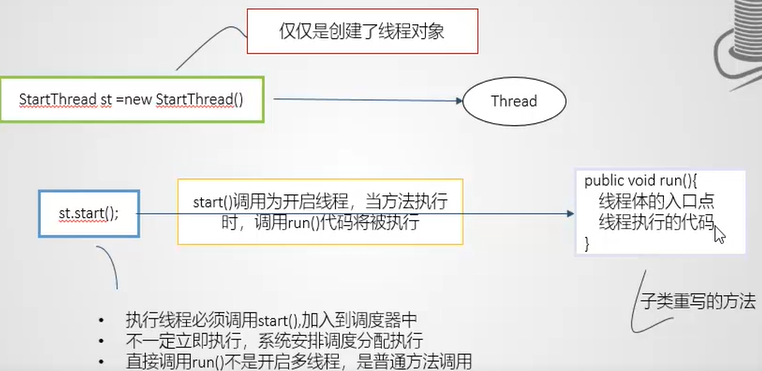 仅仅是创建了线程对象
StartThread st =new StartThread()
Thread
st.start();
start()调用为开启线程，当方法执行
时，调用run()代码将被执行
public void run(){
线程体的入口点
线程执行的代码
}
子类重写的方法
• 执行线程必须调用start(),加入到调度器中
• 不一定立即执行，系统安排调度分配执行
• 直接调用run()不是开启多线程，是普通方法调用